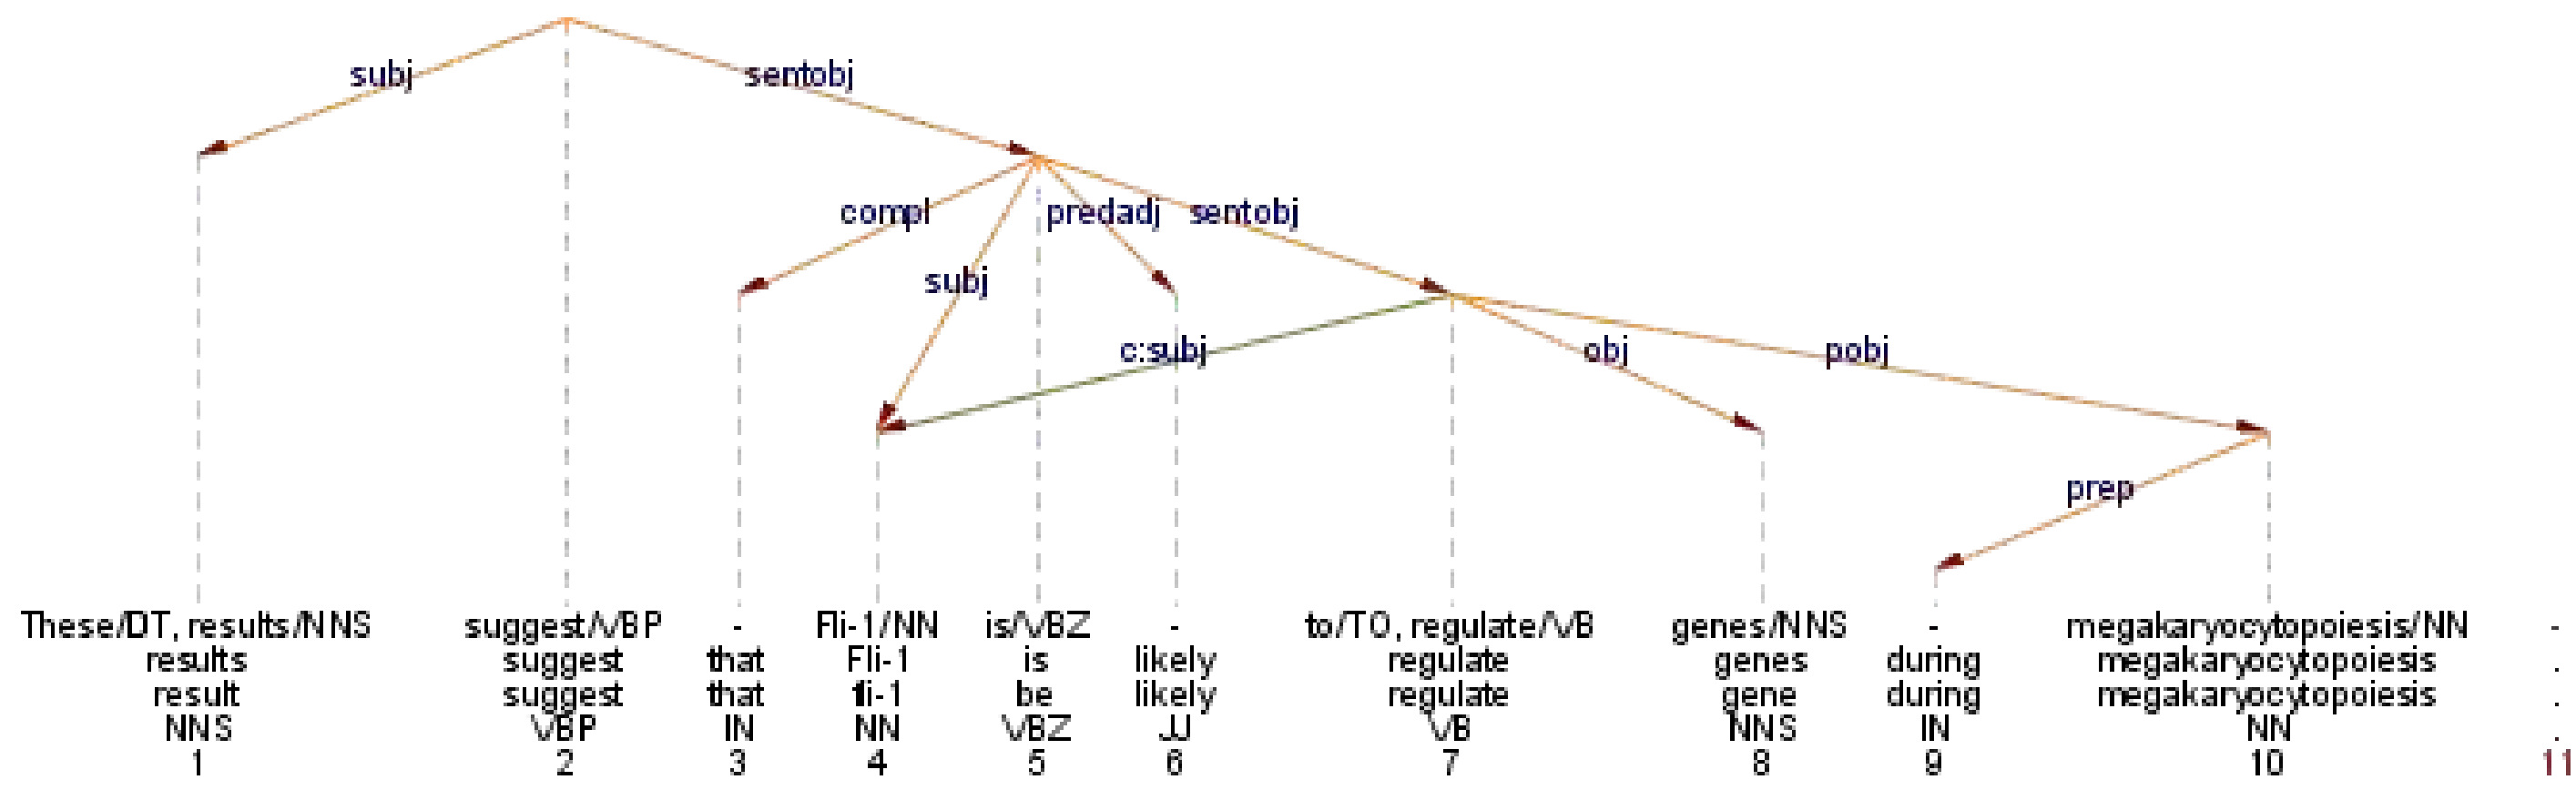 subj sentobj
compl predadj sentobj
subj
c:subj obj pobj
prep
These/DT, results/NNS suggest/VBP - Fli-1/NN is/VBZ - to/TO, regulate/VB genes/NNS - megakaryocytopoiesis/NN -
results suggest that Fli-1 is likely regulate genes during megakaryocytopoiesis .
result suggest that fli-1 be likely regulate gene during megakaryocytopoiesis .
NNS VBP IN NN VBZ JJ VB NNS IN NN .
1 2 3 4 5 6 7 8 9 10 11